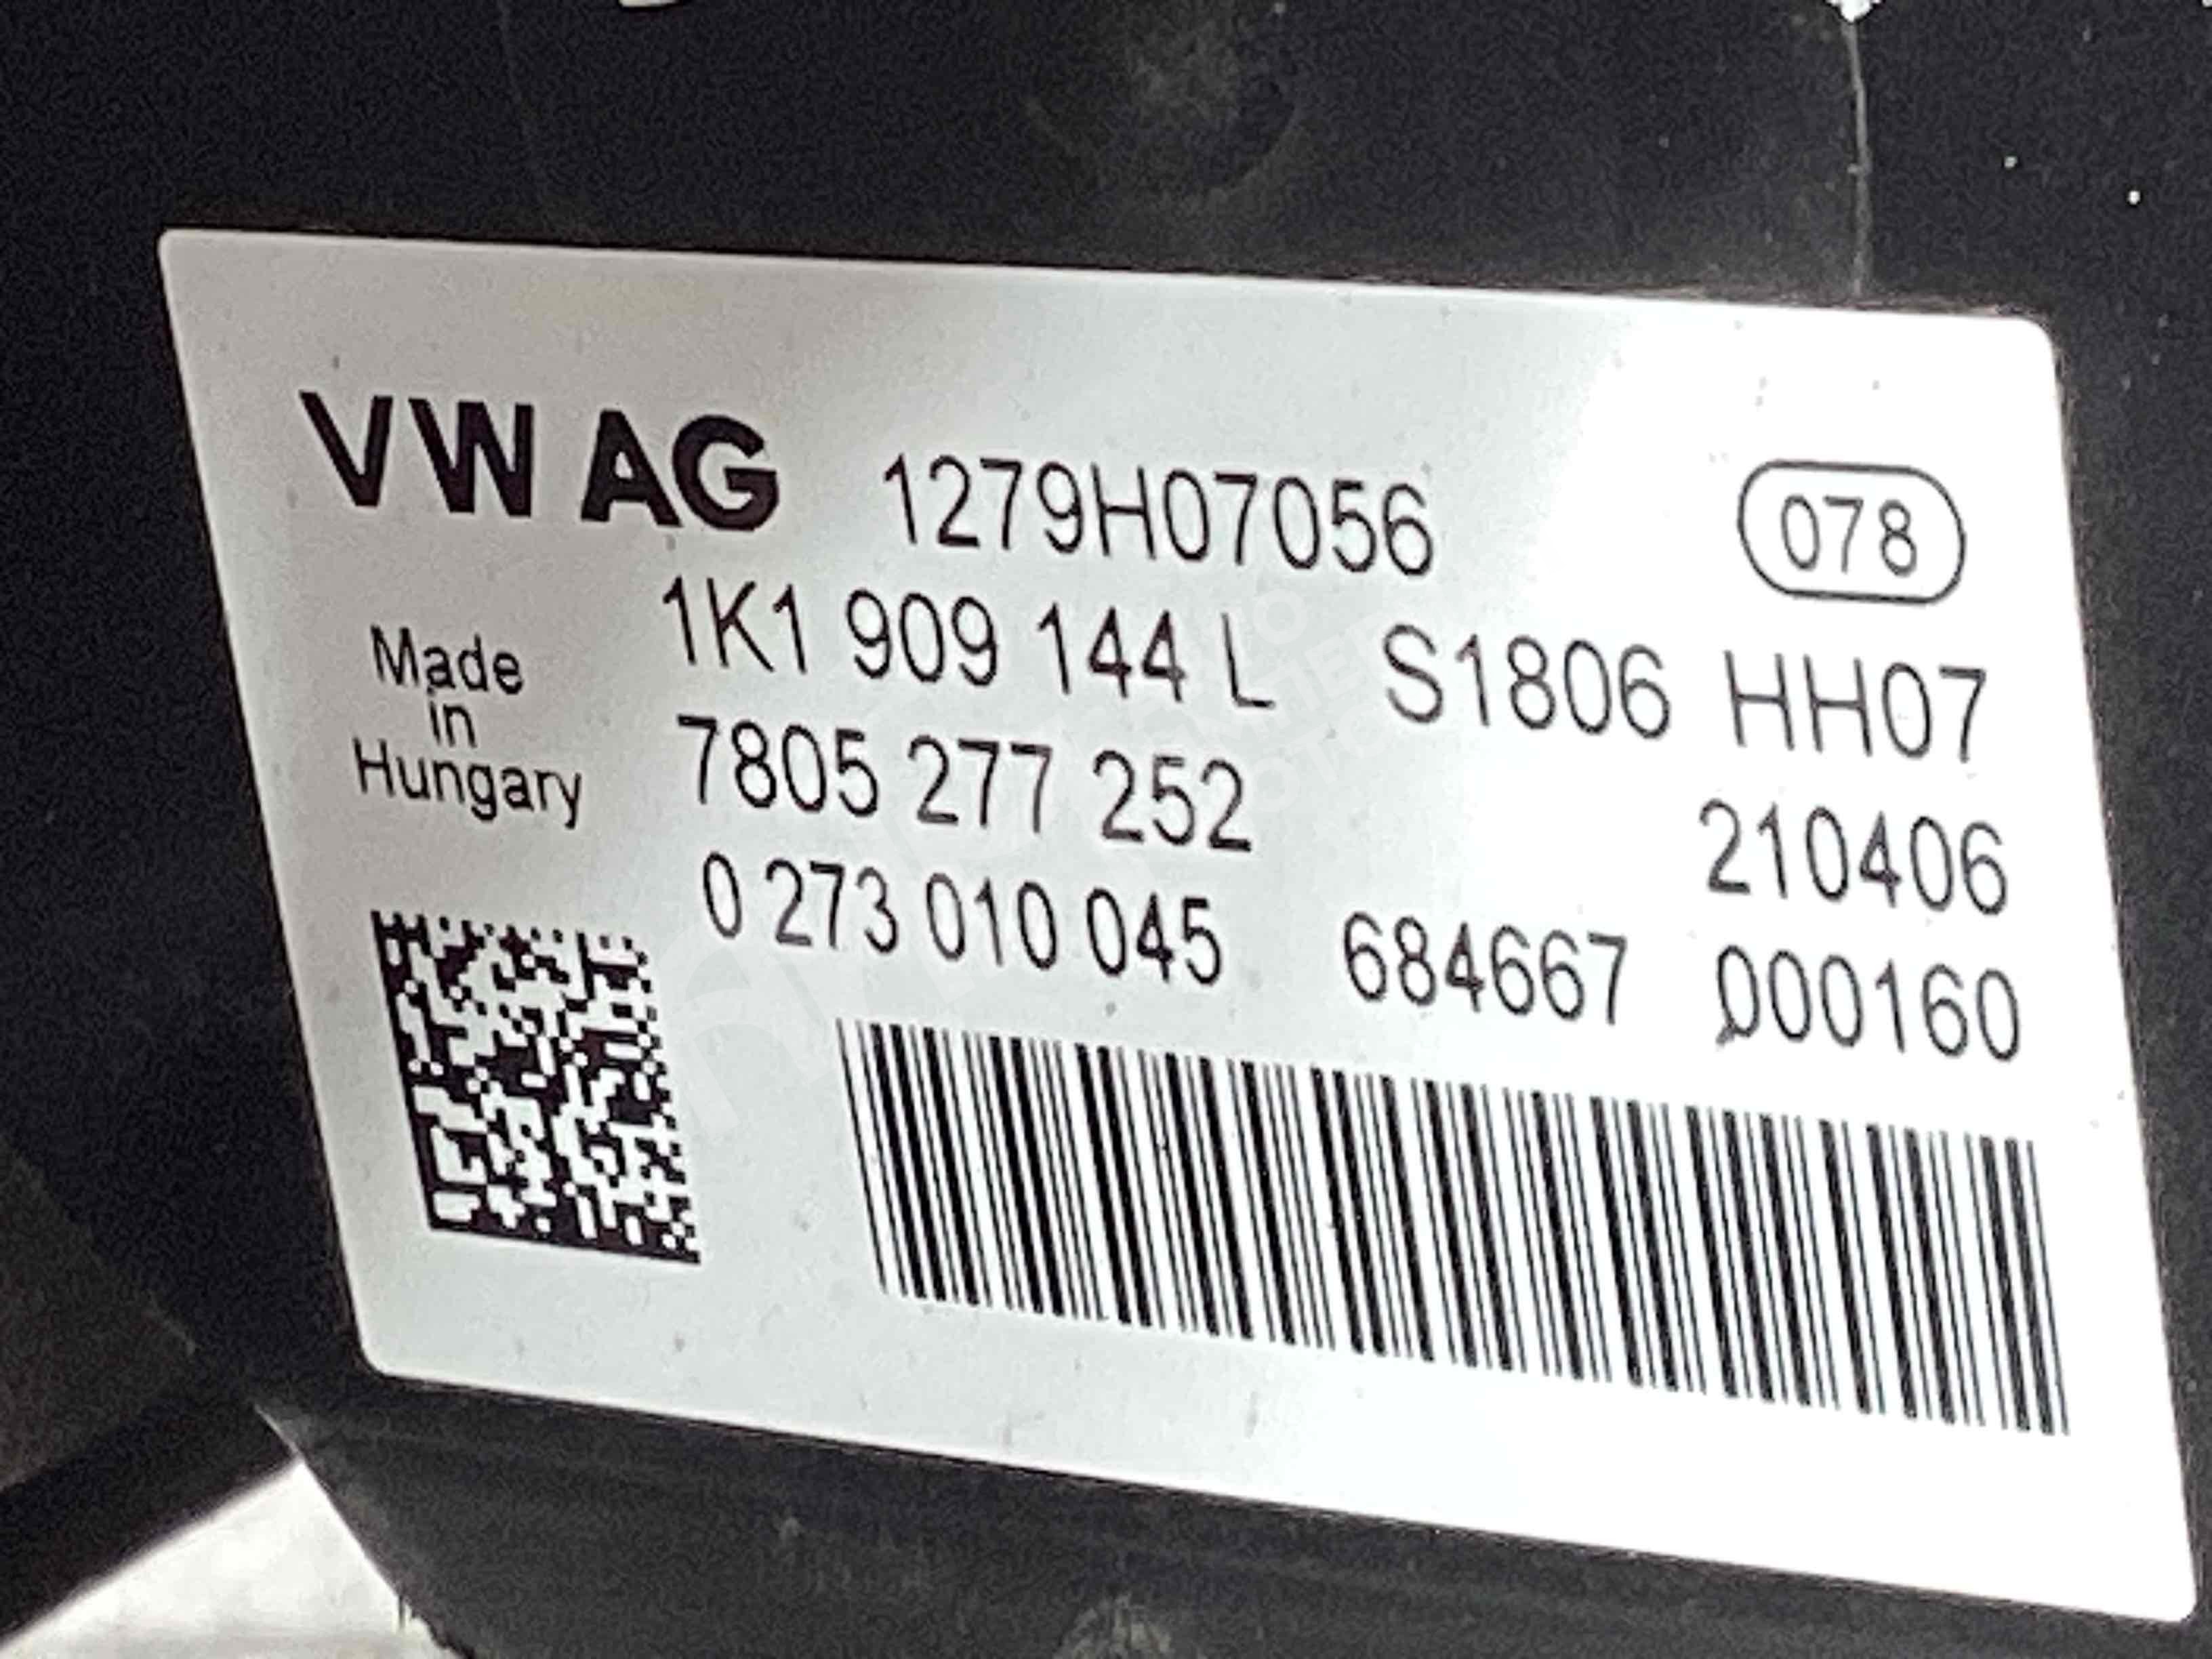 VW AG 1279H07056 078
1K1 909 144 L S1806 HH07
Made
in
Hungary
7805 277 252 210406
0 273 010 045 684667 000160